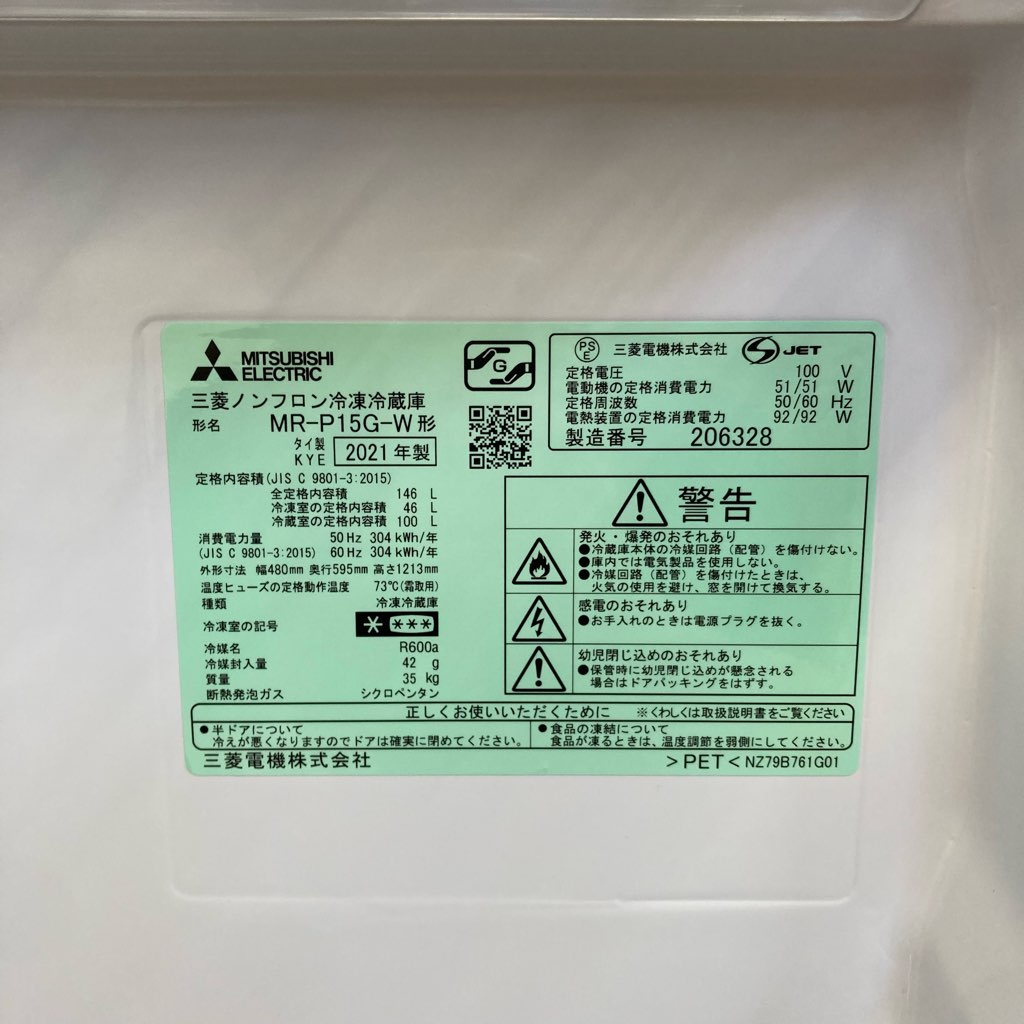 MITSUBISHI
ELECTRIC
G
三菱ノンフロン冷凍冷蔵庫
形名 MR-P15G-W形
タイ製
KYE 2021年製
定格内容積(JIS C 9801-3:2015)
全定格内容積 146 L
冷凍室の定格内容積 46 L
冷蔵室の定格内容積 100 L
消費電力量 50Hz 304kWh/年
(JIS C 9801-3:2015) 60Hz 304kWh/年
外形寸法 幅480mm 奥行595mm 高さ1213mm
温度ヒューズの定格動作温度 73℃(霜取用)
種類 冷凍冷蔵庫
冷凍室の記号 * ***
冷媒名 R600a
冷媒封入量 42 g
質量 35 kg
断熱発泡ガス シクロペンタン
PSE 三菱電機株式会社 S JET
定格電圧 100 V
電動機の定格消費電力 51/51 W
定格周波数 50/60 Hz
電熱装置の定格消費電力 92/92 W
製造番号 206328
警告
発火・爆発のおそれあり
●冷蔵庫本体の冷媒回路(配管)を傷付けない。
●庫内では電気製品を使用しない。
●冷媒回路(配管)を傷付けたときは、
火気の使用を避け、窓を開けて換気する。
感電のおそれあり
●お手入れのときは電源プラグを抜く。
幼児閉じ込めのおそれあり
●保管時に幼児閉じ込めが懸念される
場合はドアパッキングをはずす。
正しくお使いいただくために ※くわしくは取扱説明書をご覧ください
●半ドアについて
冷えが悪くなりますのでドアは確実に閉めてください。
●食品の凍結について
食品が凍るときは、温度調節を弱側にしてください。
三菱電機株式会社 >PET< NZ79B761G01